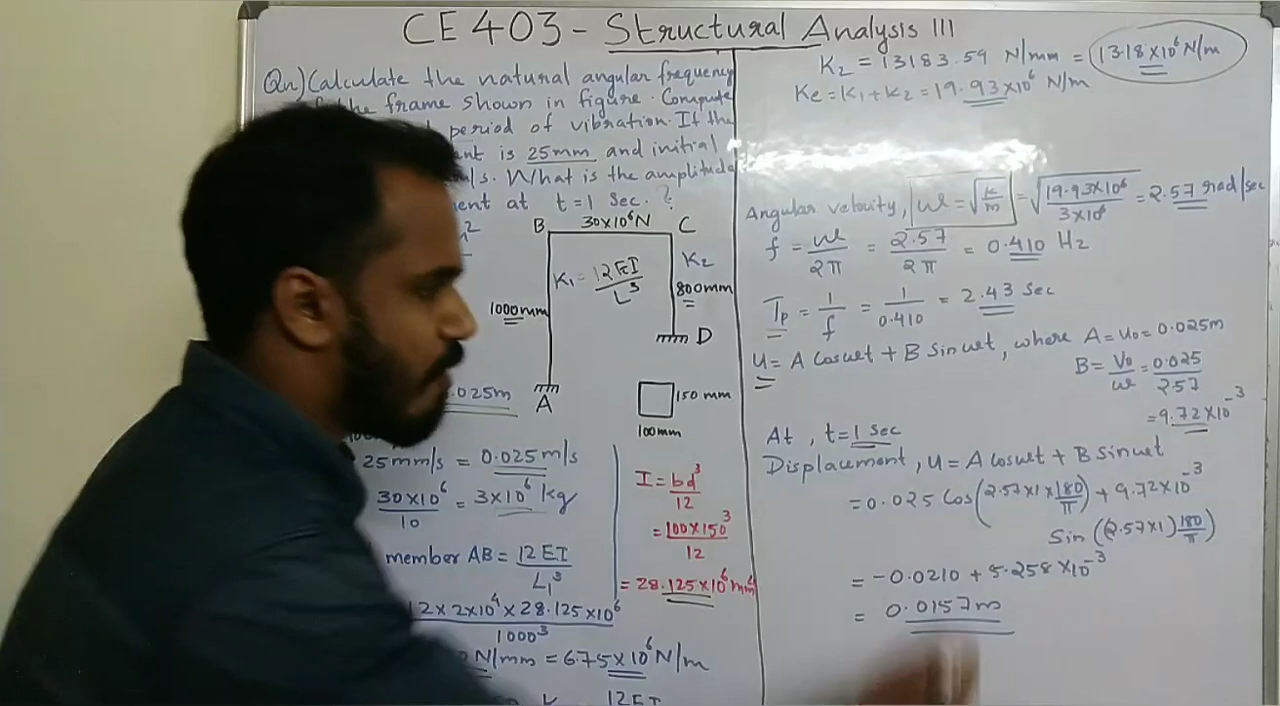 CE 403 - Structural Analysis III
Qn) Calculate the natural angular frequency
the frame shown in figure. Compute
period of vibration. If the
is 25mm and initial
What is the amplitude
at t=1 Sec. ?
B 30x10⁶N C
K₁ = 12EI/L³
K₂
1000mm
800mm
D
A
.025m
150 mm
100mm
25mm/s = 0.025m/s
30x10⁶/10 = 3x10⁶ kg
member AB = 12EI/L₁³
2x2x10⁴x28.125x10⁶/1000³
N/mm = 6.75x10⁶ N/m
12EI
I = bd³/12
= 100x150³/12
= 28.125x10⁶ mm⁴
K₂ = 13183.59 N/mm = 13.18x10⁶ N/m
Ke = K₁+K₂ = 19.93x10⁶ N/m
Angular velouty, ω = √(k/m) = √(19.93x10⁶/3x10⁶) = 2.57 rad/sec
f = ω/2π = 2.57/2π = 0.410 Hz
Tp = 1/f = 1/0.410 = 2.43 Sec
U = A Cosωt + B Sinωt, where A = U₀ = 0.025m
B = V₀/ω = 0.025/2.57
= 9.72x10⁻³
At, t=1 Sec
Displacement, U = A Cosωt + B Sinωt
= 0.025 Cos(2.57x1x180/π) + 9.72x10⁻³
Sin((2.57x1)180/π)
= -0.0210 + 5.258x10⁻³
= 0.0157m